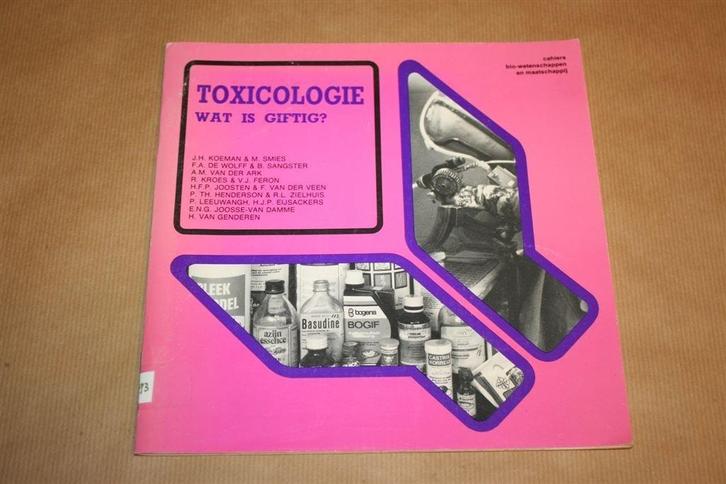 cahiers
bio-wetenschappen
en maatschappij
TOXICOLOGIE
WAT IS GIFTIG?
J.H. KOEMAN & M. SMIES
F.A. DE WOLFF & B. SANGSTER
A.M. VAN DER ARK
R. KROES & V.J. FERON
H.F.P. JOOSTEN & F. VAN DER VEEN
P. TH. HENDERSON & R.L. ZIELHUIS
P. LEEUWANGH, H.J.P. EIJSACKERS
E.N.G. JOOSSE-VAN DAMME
H. VAN GENDEREN
BLEEK
DEL
azijn
essence
Basudine
bogena
BOGIF